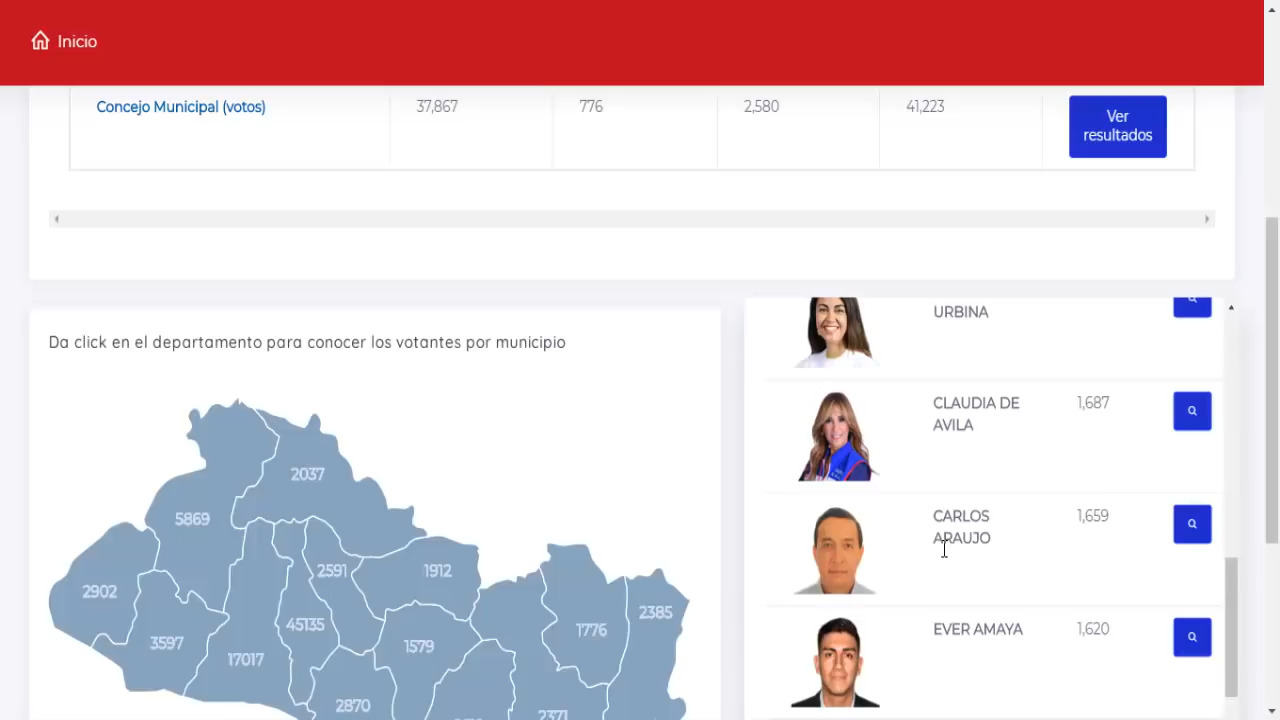 Inicio
Concejo Municipal (votos) 37,867 776 2,580 41,223 Ver resultados
Da click en el departamento para conocer los votantes por municipio
2037
5869
2591
1912
2902
2385
45135
1776
3597
1579
17017
2870
2371
URBINA
CLAUDIA DE AVILA 1,687
CARLOS ARAUJO 1,659
EVER AMAYA 1,620